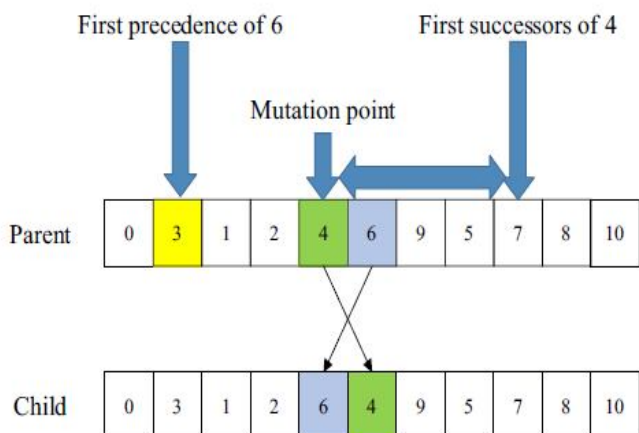 First precedence of 6
First successors of 4
Mutation point
Parent
0 3 1 2 4 6 9 5 7 8 10
Child
0 3 1 2 6 4 9 5 7 8 10